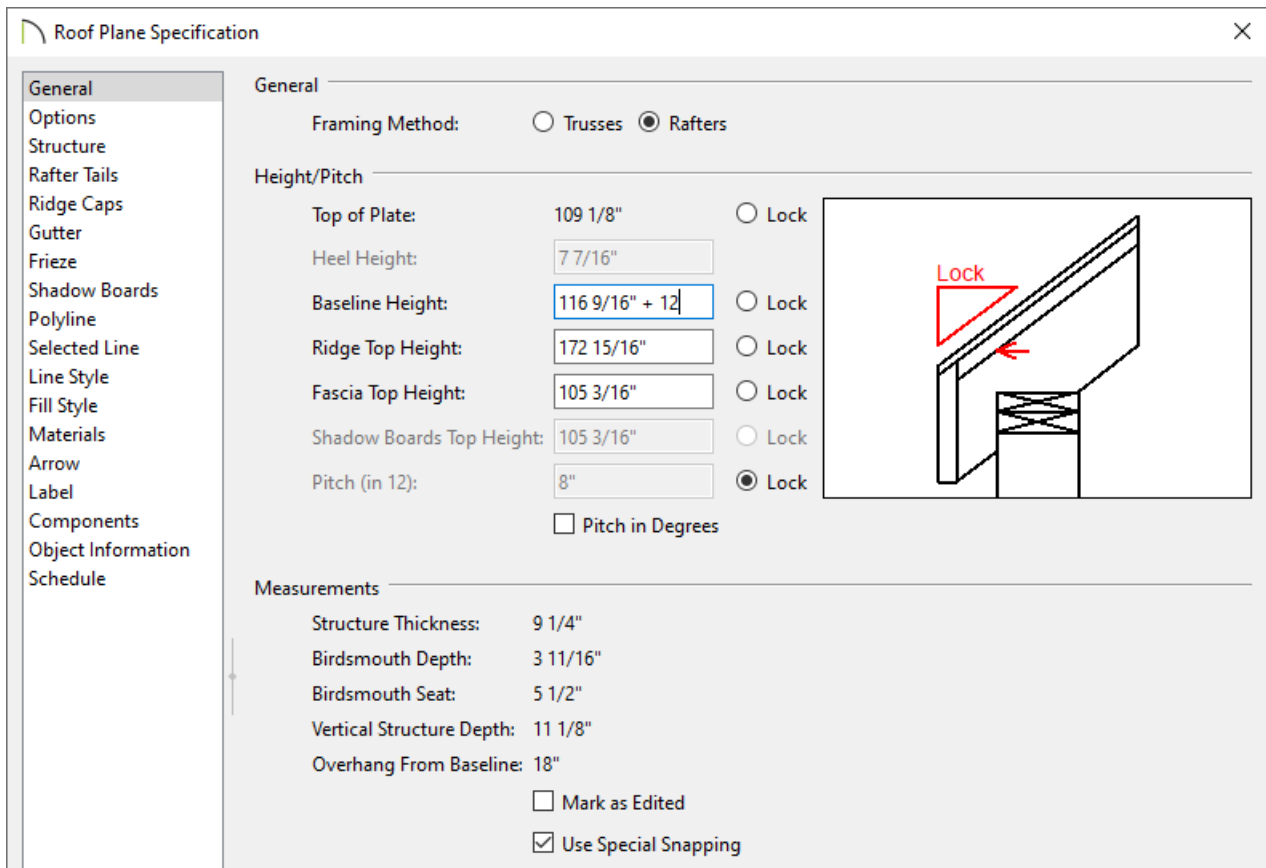 Roof Plane Specification
General
Options
Structure
Rafter Tails
Ridge Caps
Gutter
Frieze
Shadow Boards
Polyline
Selected Line
Line Style
Fill Style
Materials
Arrow
Label
Components
Object Information
Schedule
General
Framing Method: Trusses Rafters
Height/Pitch
Top of Plate: 109 1/8" Lock
Heel Height: 7 7/16"
Baseline Height: 116 9/16" + 12 Lock
Ridge Top Height: 172 15/16" Lock
Fascia Top Height: 105 3/16" Lock
Shadow Boards Top Height: 105 3/16" Lock
Pitch (in 12): 8" Lock
Pitch in Degrees
Lock
Measurements
Structure Thickness: 9 1/4"
Birdsmouth Depth: 3 11/16"
Birdsmouth Seat: 5 1/2"
Vertical Structure Depth: 11 1/8"
Overhang From Baseline: 18"
Mark as Edited
Use Special Snapping